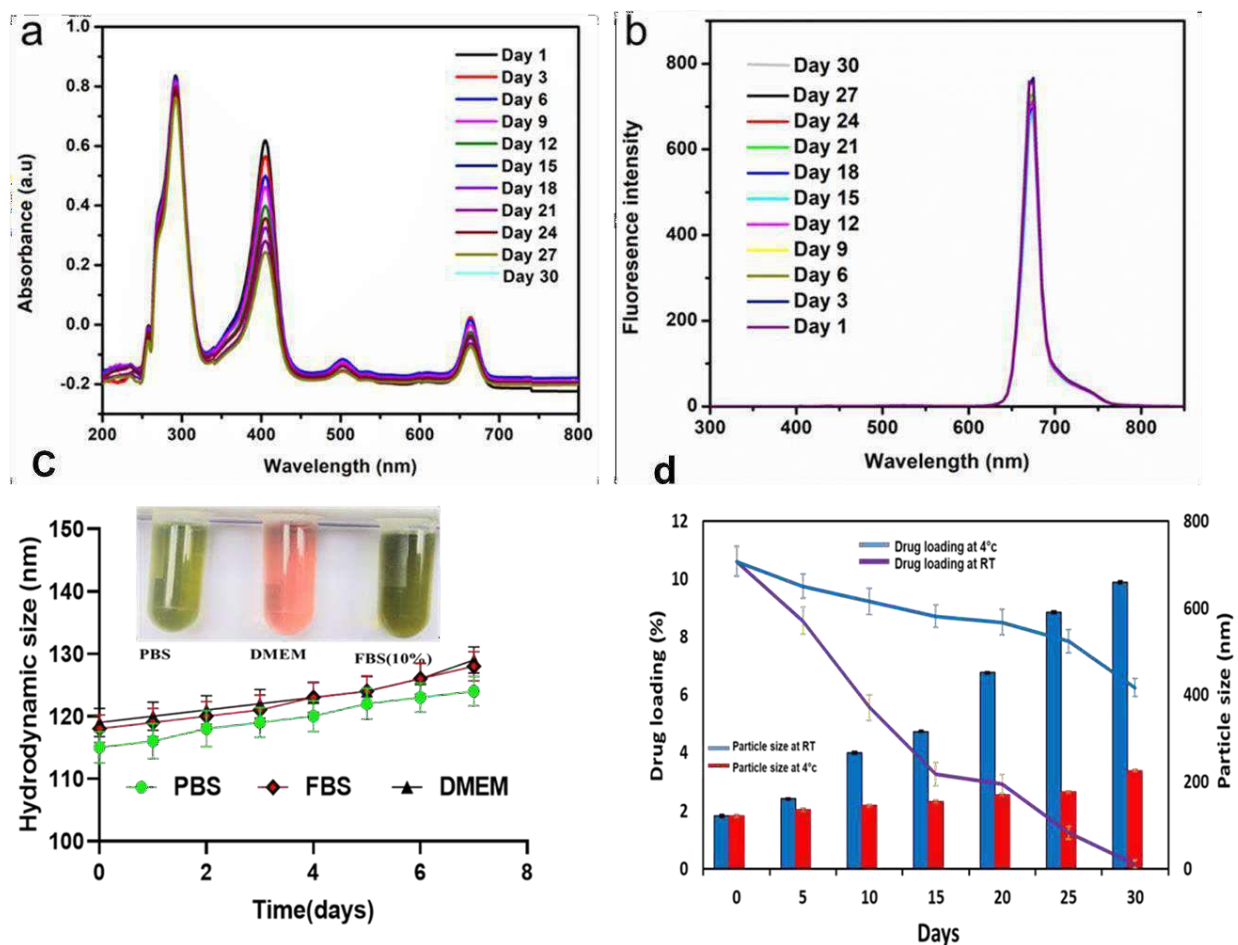 a
Absorbance (a.u)
1.0
0.8
0.6
0.4
0.2
0.0
-0.2
200 300 400 500 600 700 800
Wavelength (nm)
Day 1
Day 3
Day 6
Day 9
Day 12
Day 15
Day 18
Day 21
Day 24
Day 27
Day 30
b
Fluoresence intensity
800
600
400
200
0
300 400 500 600 700 800
Wavelength (nm)
Day 30
Day 27
Day 24
Day 21
Day 18
Day 15
Day 12
Day 9
Day 6
Day 3
Day 1
C
Hydrodynamic size (nm)
150
140
130
120
110
100
PBS DMEM FBS(10%)
PBS FBS DMEM
0 2 4 6 8
Time(days)
d
Drug loading (%)
12
10
8
6
4
2
0
Drug loading at 4°c
Drug loading at RT
Particle size at RT
Particle size at 4°c
800
600
400
200
0
Particle size (nm)
0 5 10 15 20 25 30
Days